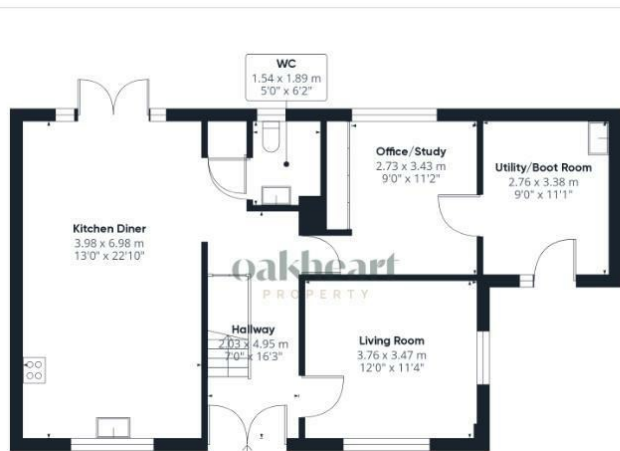 WC
1.54 x 1.89 m
5'0" x 6'2"
Office/Study
2.73 x 3.43 m
9'0" x 11'2"
Utility/Boot Room
2.76 x 3.38 m
9'0" x 11'1"
Kitchen Diner
3.98 x 6.98 m
13'0" x 22'10"
oakheart
PROPERTY
Hallway
2.03 x 4.95 m
7'0" x 16'3"
Living Room
3.76 x 3.47 m
12'0" x 11'4"